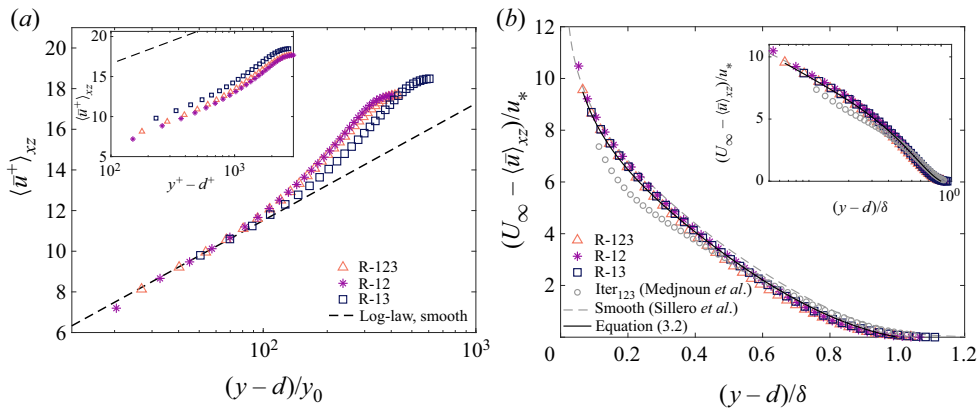 (a)
20
15
10
5
10²
10³
⟨ū⁺⟩xz
y⁺ − d⁺
18
16
14
12
10
8
6
⟨ū⁺⟩xz
R-123
R-12
R-13
Log-law, smooth
10²
10³
(y − d)/y₀
(b)
12
10
8
6
4
2
0
(U∞ − ⟨ū⟩xz)/u*
10
5
0
10⁰
(U∞ − ⟨ū⟩xz)/u*
(y − d)/δ
R-123
R-12
R-13
Iter₁₂₃ (Medjnoun et al.)
Smooth (Sillero et al.)
Equation (3.2)
0.2
0.4
0.6
0.8
1.0
1.2
(y − d)/δ